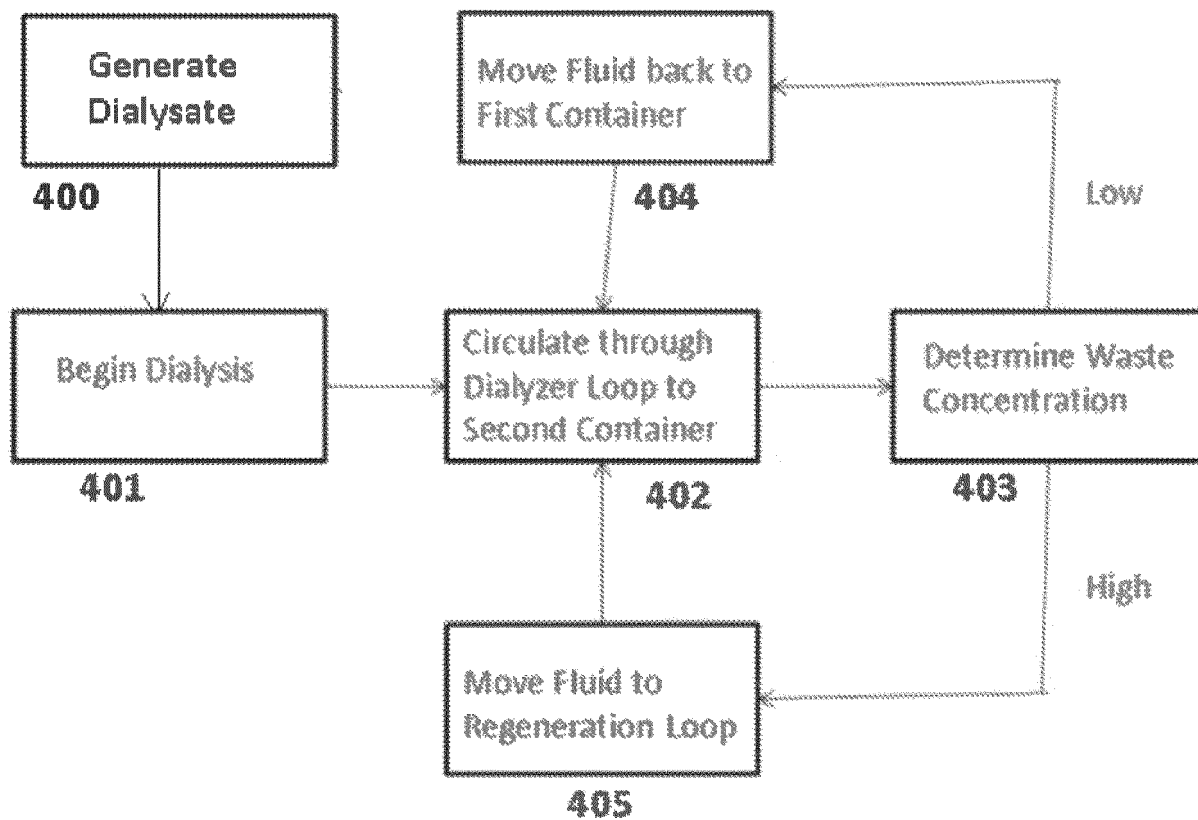 Generate
Dialysate
400
Move Fluid back to
First Container
404
Low
Begin Dialysis
401
Circulate through
Dialyzer Loop to
Second Container
402
Determine Waste
Concentration
403
High
Move Fluid to
Regeneration Loop
405